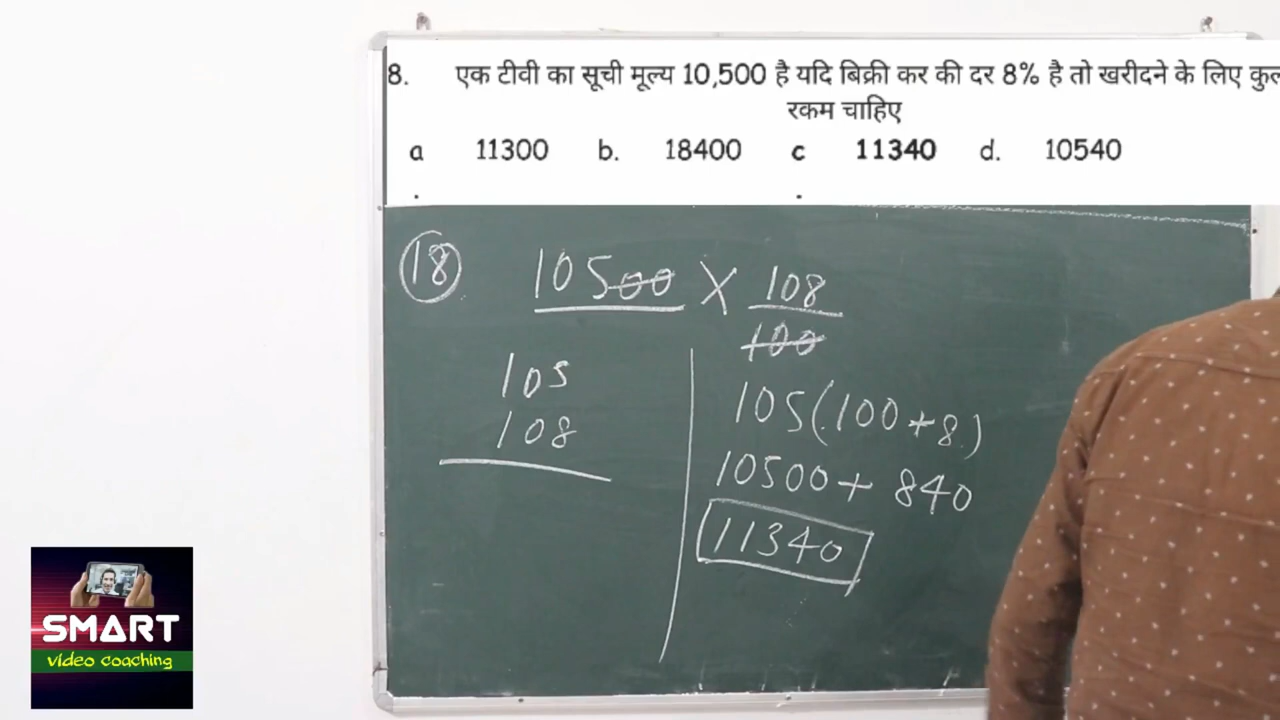 8. एक टीवी का सूची मूल्य 10,500 है यदि बिक्री कर की दर 8% है तो खरीदने के लिए कुल
रकम चाहिए
a 11300 b. 18400 c 11340 d. 10540
. .
18 10500 X 108
100
105
108
105(100+8)
10500+ 840
11340
SMART
video coaching